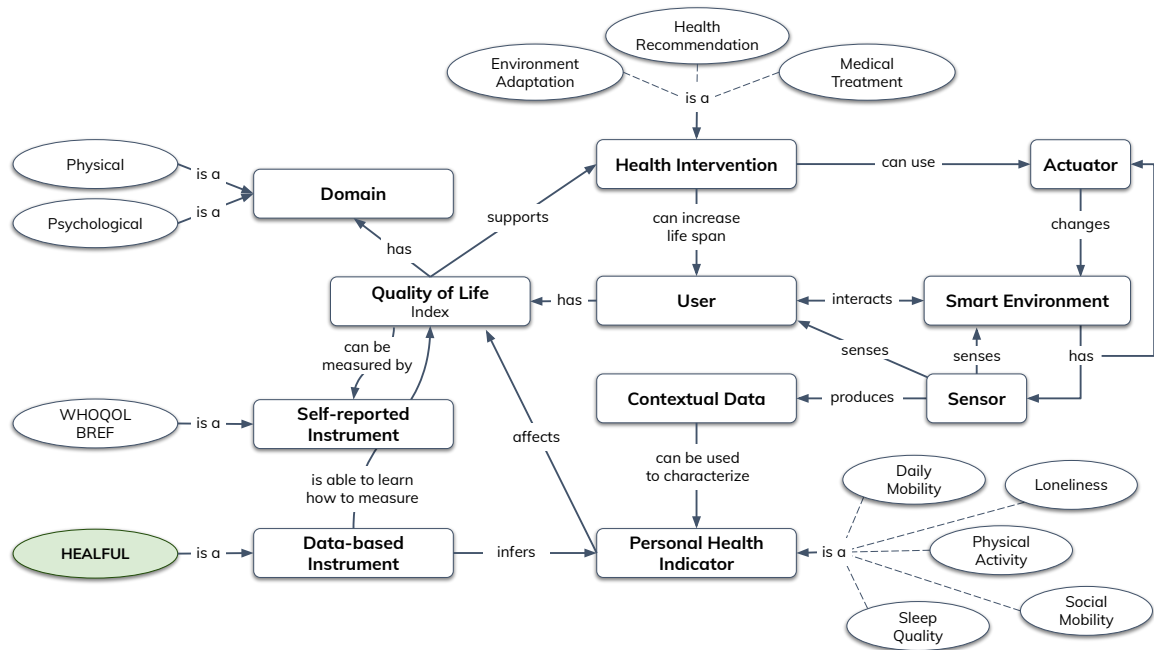 Health
Recommendation
Environment
Adaptation
Medical
Treatment
is a
Physical
is a
Psychological
is a
Domain
Health Intervention
can use
Actuator
supports
can increase
life span
changes
has
Quality of Life
Index
has
User
interacts
Smart Environment
can be
measured by
senses
senses
has
WHOQOL
BREF
is a
Self-reported
Instrument
affects
Contextual Data
produces
Sensor
is able to learn
how to measure
can be used
to characterize
Daily
Mobility
Loneliness
HEALFUL
is a
Data-based
Instrument
infers
Personal Health
Indicator
is a
Physical
Activity
Social
Mobility
Sleep
Quality